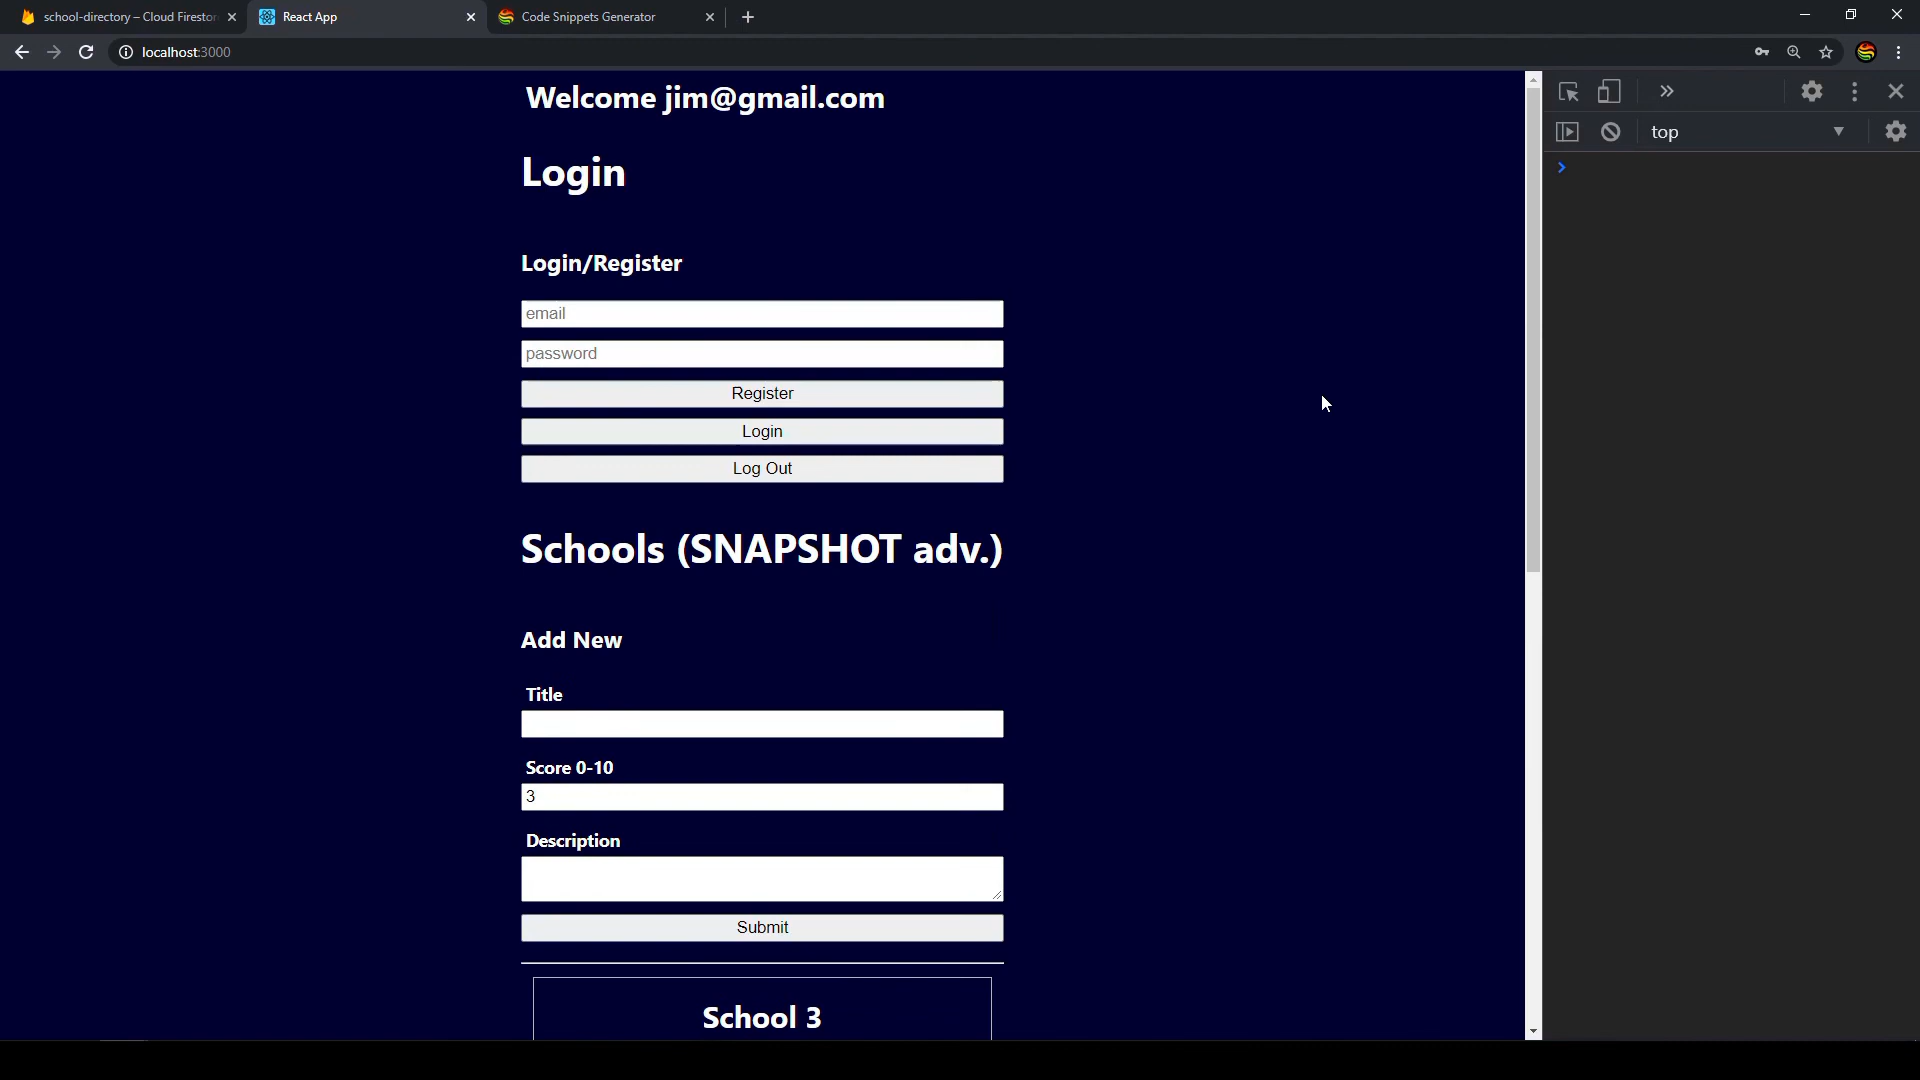 school-directory – Cloud Firestor
React App
Code Snippets Generator
localhost:3000
Welcome jim@gmail.com
top
Login
Login/Register
email
password
Register
Login
Log Out
Schools (SNAPSHOT adv.)
Add New
Title
Score 0-10
3
Description
Submit
School 3